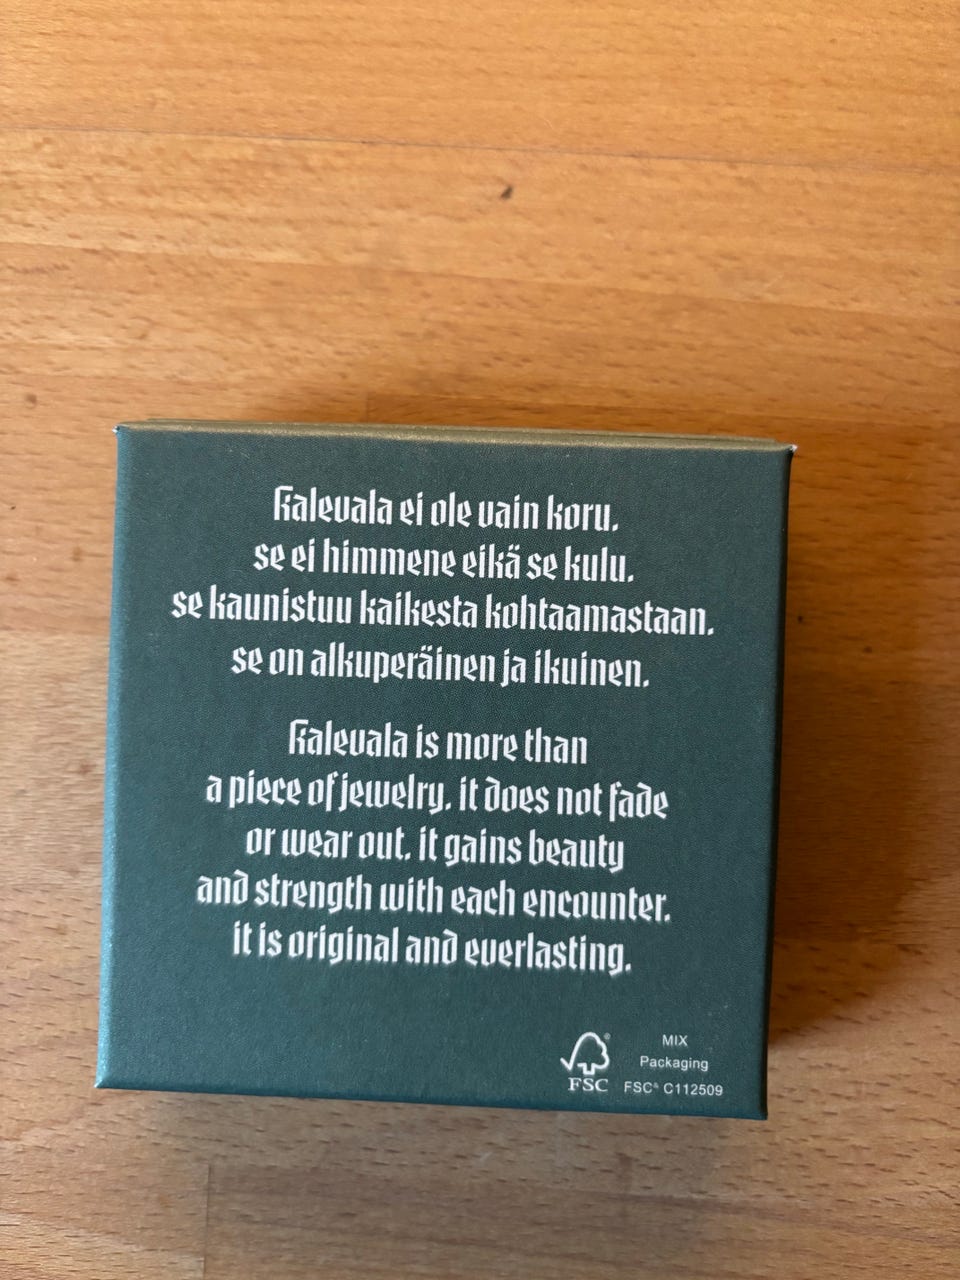 Kalevala ei ole vain koru.
se ei himmene eikä se kulu.
se kaunistuu kaikesta kohtaamastaan.
se on alkuperäinen ja ikuinen.
Kalevala is more than
a piece of jewelry. it does not fade
or wear out. it gains beauty
and strength with each encounter.
it is original and everlasting.
FSC®
MIX
Packaging
FSC® C112509